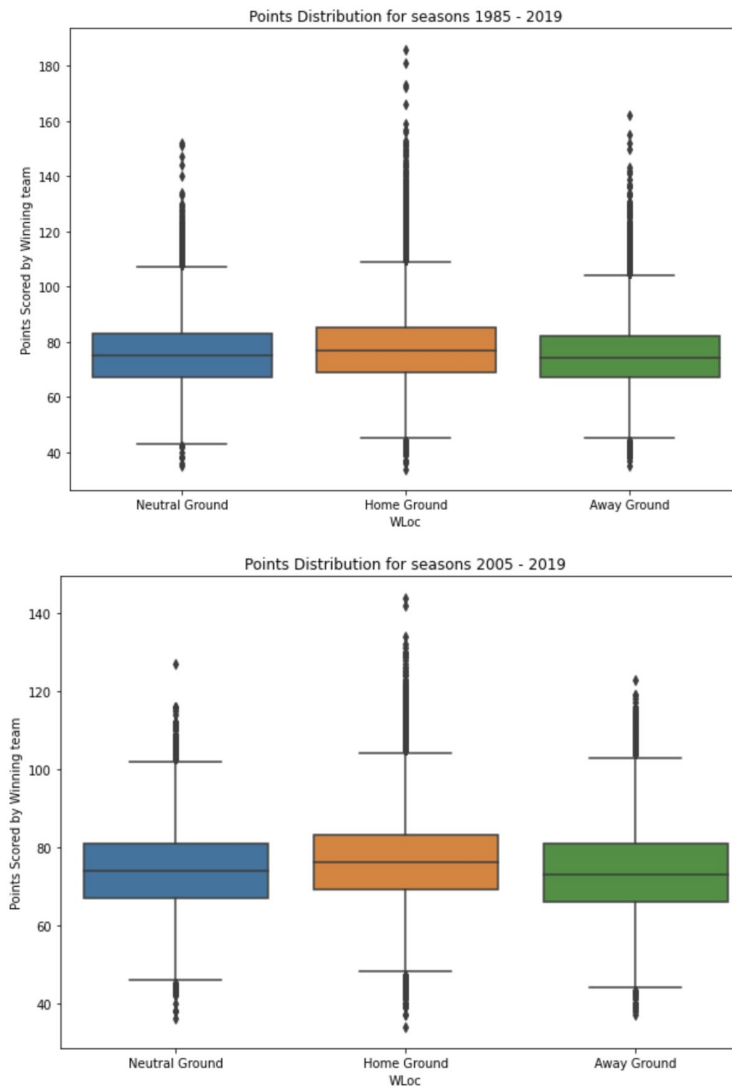 Points Distribution for seasons 1985 - 2019
Points Scored by Winning team
180
160
140
120
100
80
60
40
Neutral Ground Home Ground Away Ground
WLoc
Points Distribution for seasons 2005 - 2019
Points Scored by Winning team
140
120
100
80
60
40
Neutral Ground Home Ground Away Ground
WLoc